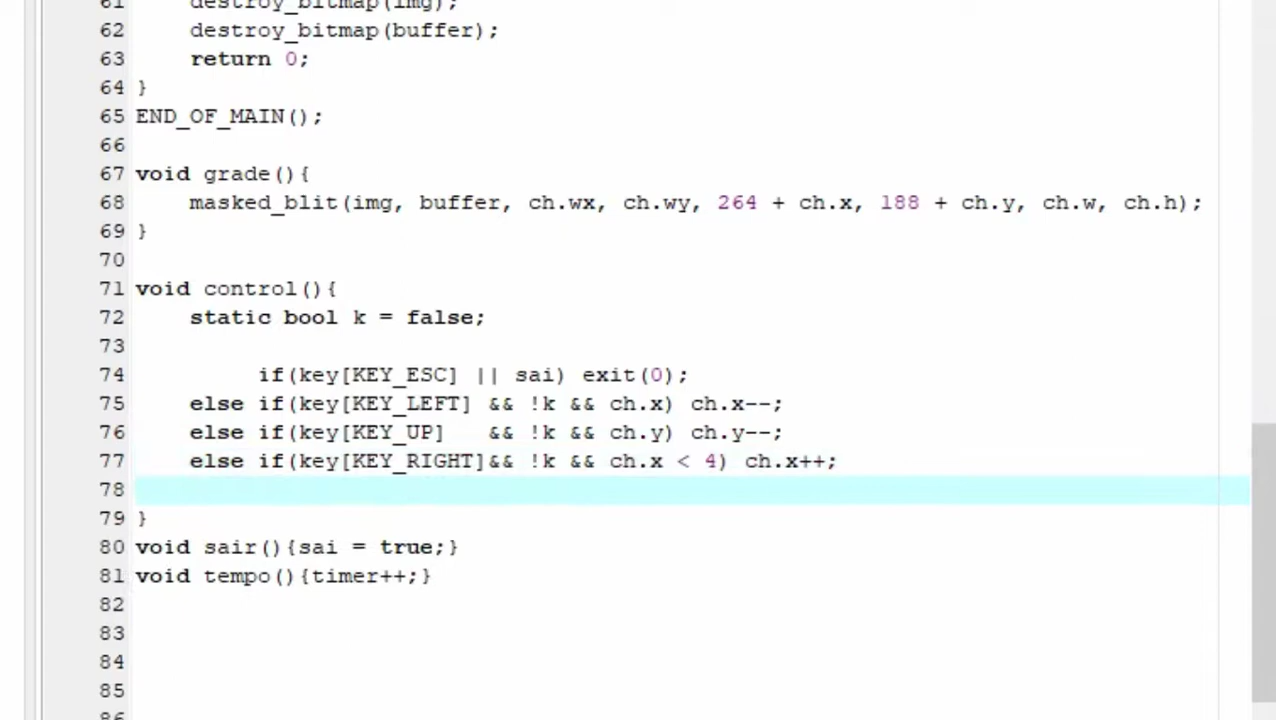 61 destroy_bitmap(img);
62 destroy_bitmap(buffer);
63 return 0;
64 }
65 END_OF_MAIN();
66
67 void grade(){
68 masked_blit(img, buffer, ch.wx, ch.wy, 264 + ch.x, 188 + ch.y, ch.w, ch.h);
69 }
70
71 void control(){
72 static bool k = false;
73
74 if(key[KEY_ESC] || sai) exit(0);
75 else if(key[KEY_LEFT] && !k && ch.x) ch.x--;
76 else if(key[KEY_UP] && !k && ch.y) ch.y--;
77 else if(key[KEY_RIGHT]&& !k && ch.x < 4) ch.x++;
78
79 }
80 void sair(){sai = true;}
81 void tempo(){timer++;}
82
83
84
85
86